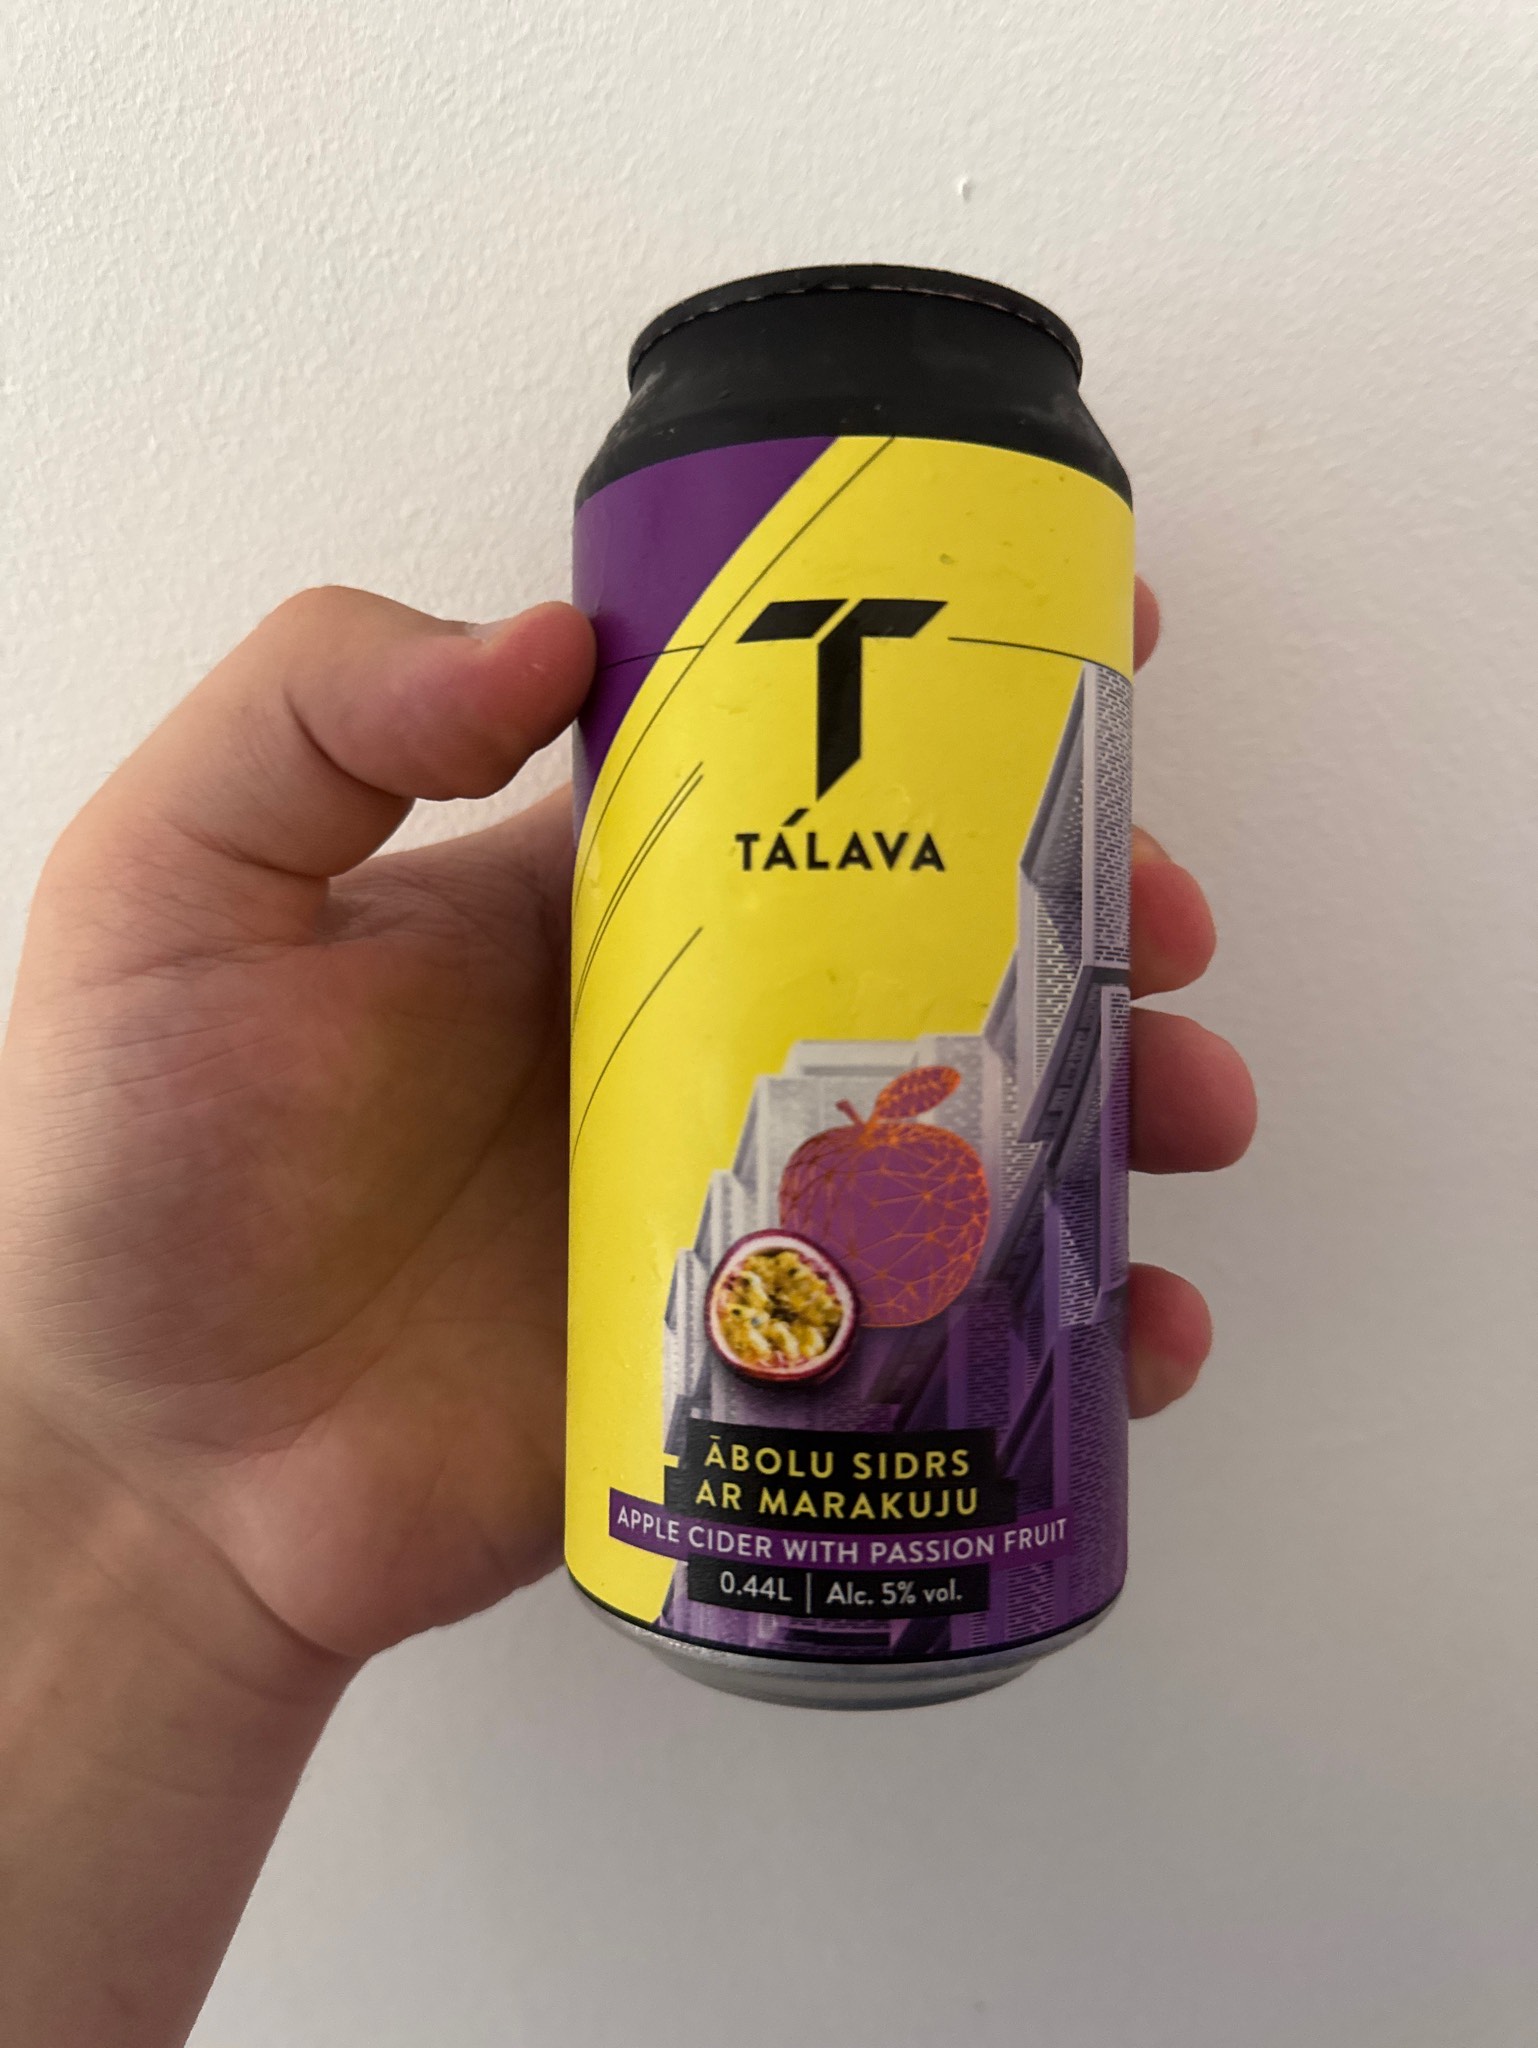 T
TÁLAVA
ĀBOLU SIDRS
AR MARAKUJU
APPLE CIDER WITH PASSION FRUIT
0.44L | Alc. 5% vol.